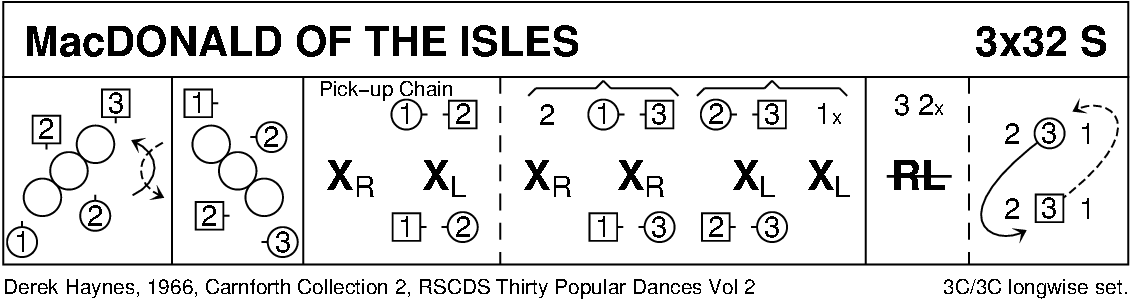 MacDONALD OF THE ISLES 3x32 S
Pick-up Chain
3 1 1 2 2 1 3 2 3 1x 3 2x
2 2 2 3 1
XR XL XR XR XL XL RL
1 2 2 3 1 2 1 3 2 3 2 3 1
Derek Haynes, 1966, Carnforth Collection 2, RSCDS Thirty Popular Dances Vol 2 3C/3C longwise set.